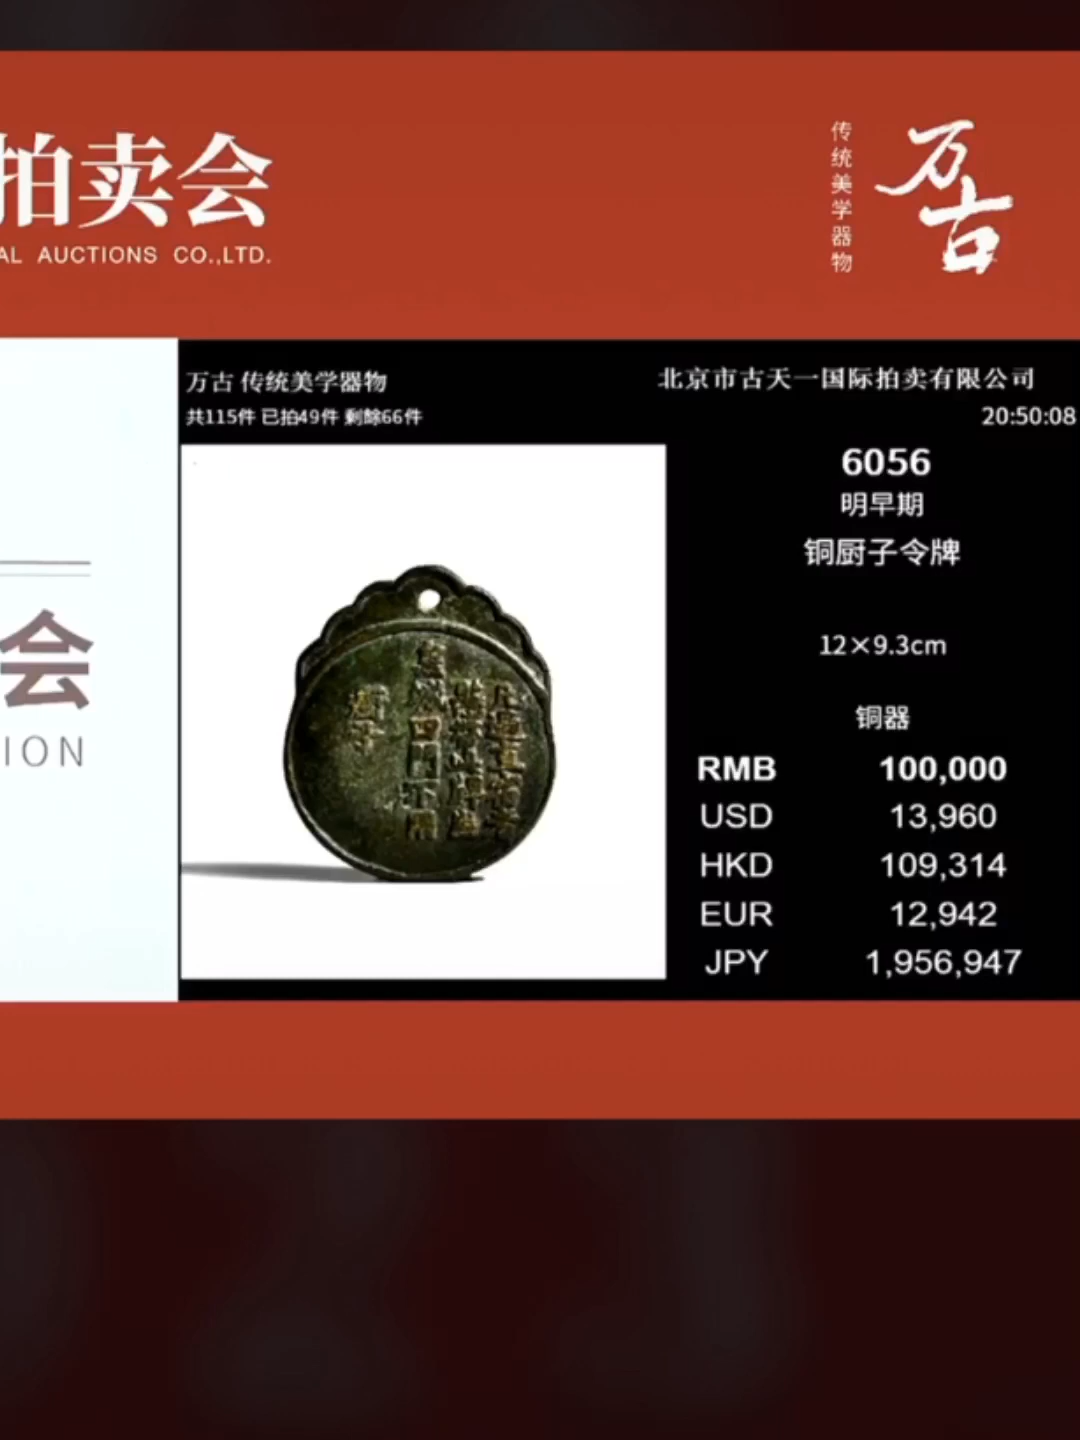 拍卖会
AL AUCTIONS CO.,LTD.
传统美学器物
万古
会
ION
万古 传统美学器物
共115件 已拍49件 剩餘66件
北京市古天一国际拍卖有限公司
20:50:08
6056
明早期
铜厨子令牌
12×9.3cm
铜器
RMB 100,000
USD 13,960
HKD 109,314
EUR 12,942
JPY 1,956,947